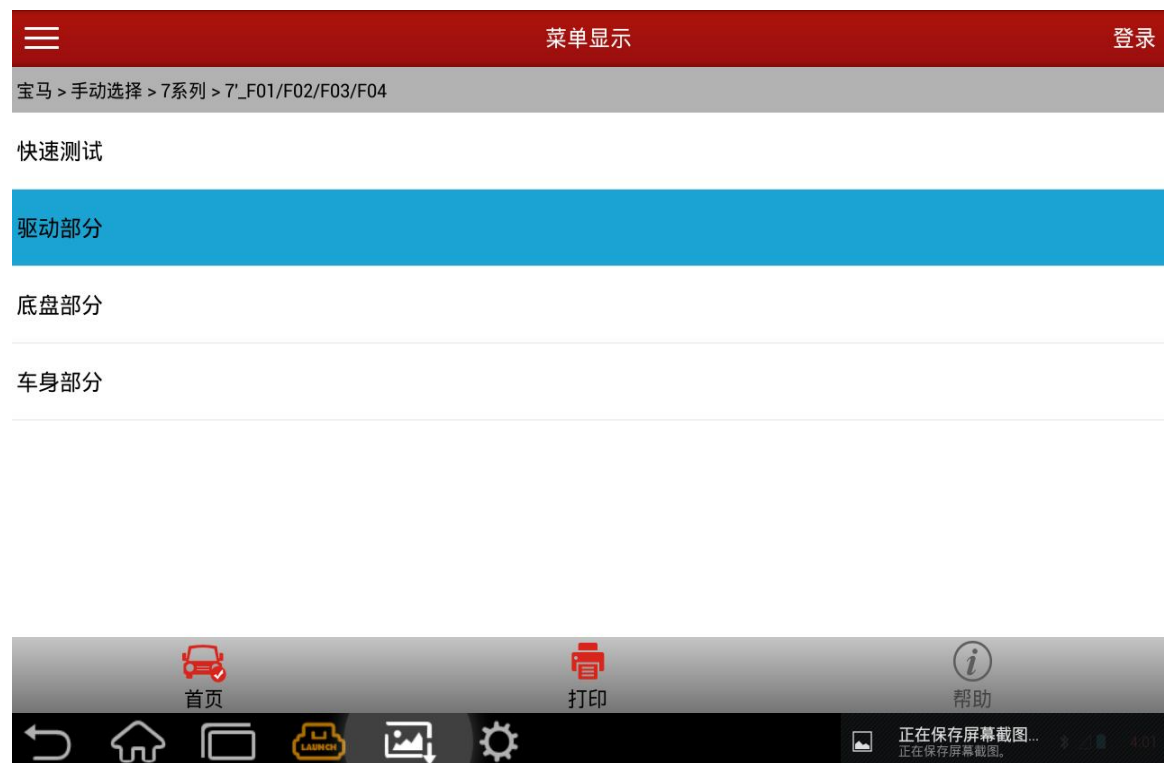 菜单显示
登录
宝马 > 手动选择 > 7系列 > 7'_F01/F02/F03/F04
快速测试
驱动部分
底盘部分
车身部分
首页
打印
帮助
LAUNCH
正在保存屏幕截图...
正在保存屏幕截图。
4:01